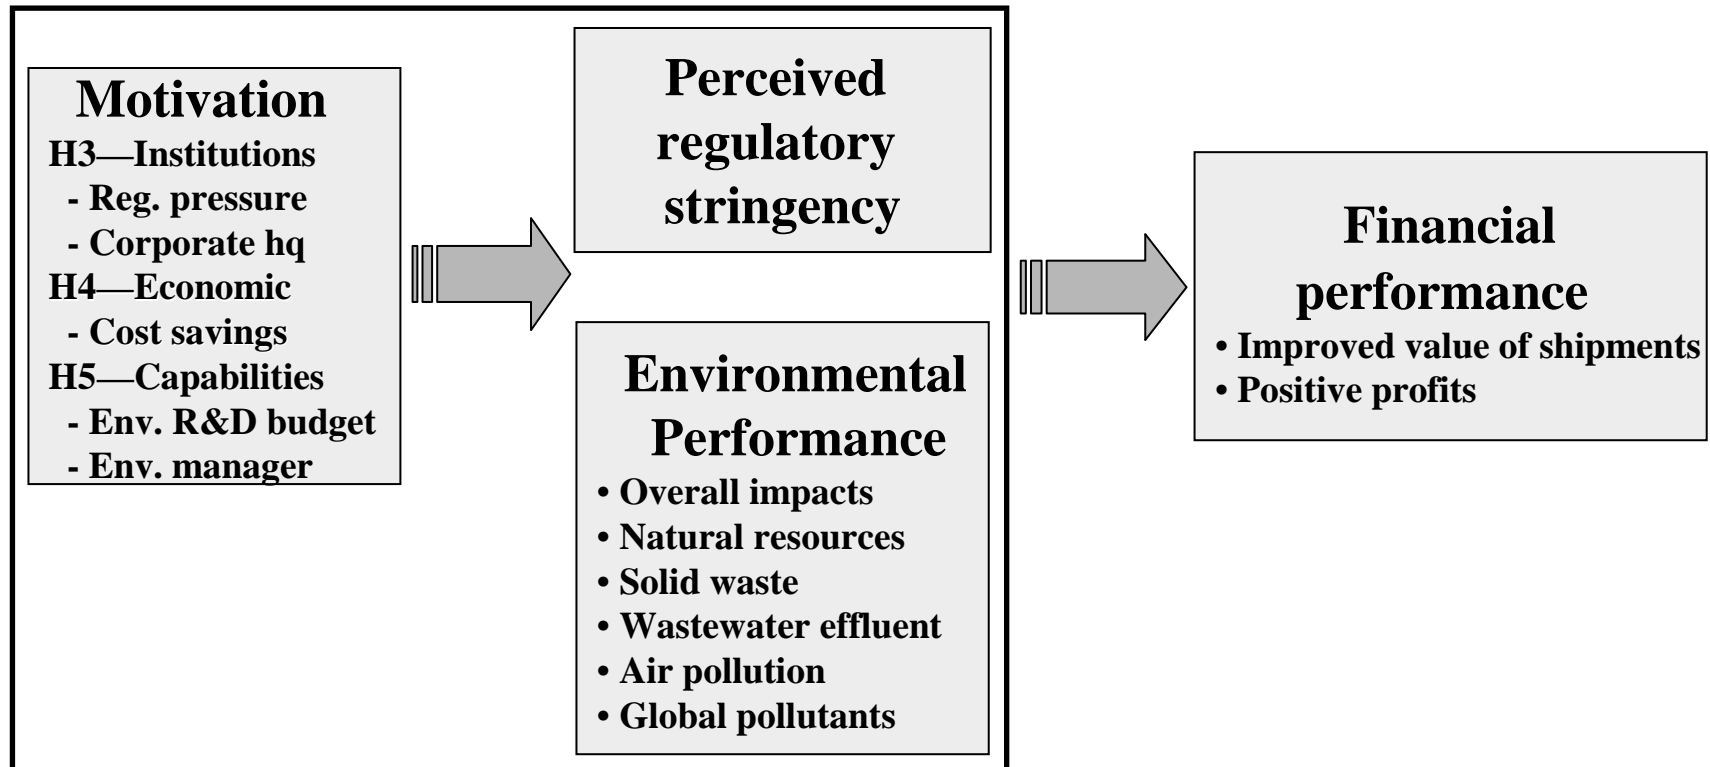 Motivation
H3—Institutions
- Reg. pressure
- Corporate hq
H4—Economic
- Cost savings
H5—Capabilities
- Env. R&D budget
- Env. manager
Perceived
regulatory
stringency
Environmental
Performance
• Overall impacts
• Natural resources
• Solid waste
• Wastewater effluent
• Air pollution
• Global pollutants
Financial
performance
• Improved value of shipments
• Positive profits